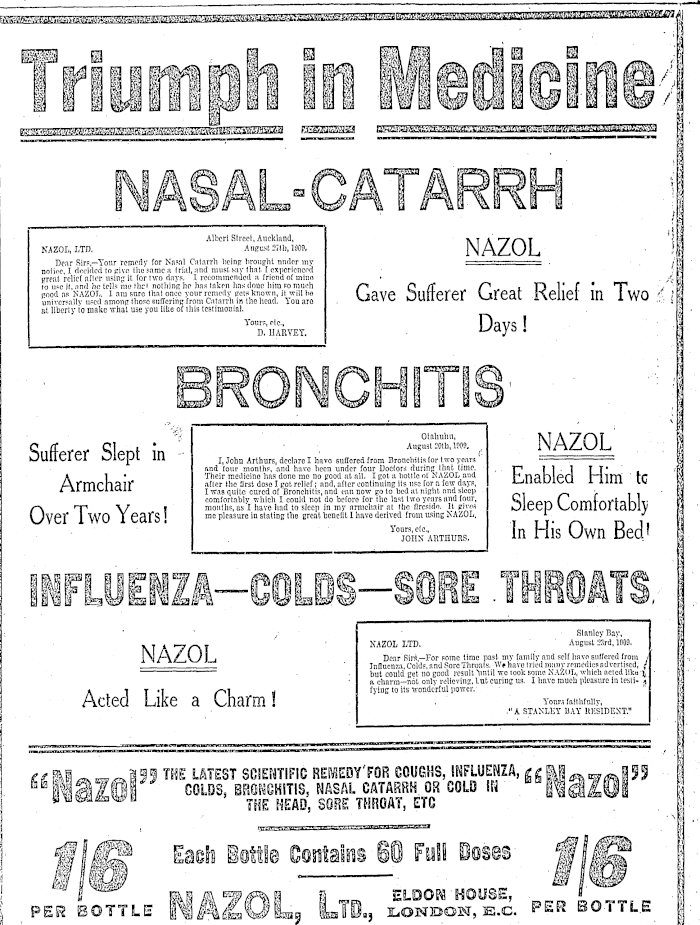 Triumph in Medicine
NASAL-CATARRH
Albert Street, Auckland,
NAZOL, LTD. August 27th, 1909.
Dear Sirs,—Your remedy for Nasal Catarrh being brought under my
notice, I decided to give the same a trial, and must say that I experienced
great relief after using it for two days. I recommended a friend of mine
to use it, and he tells me that nothing he has taken has done him so much
good as NAZOL. I am sure that once your remedy gets known, it will be
universally used among those suffering from Catarrh in the head. You are
at liberty to make what use you like of this testimonial.
Yours, etc.,
D. HARVEY.
NAZOL
Gave Sufferer Great Relief in Two
Days!
BRONCHITIS
Sufferer Slept in
Armchair
Over Two Years!
Otahuhu,
August 20th, 1909.
I, John Arthurs, declare I have suffered from Bronchitis for two years
and four months, and have been under four Doctors during that time.
Their medicine has done me no good at all. I got a bottle of NAZOL and
after the first dose I got relief; and, after continuing its use for a few days,
I was quite cured of Bronchitis, and can now go to bed at night and sleep
comfortably which I could not do before for the last two years and four,
months, as I have had to sleep in my armchair at the fireside. It gives
me pleasure in stating the great benefit I have derived from using NAZOL.
Yours, etc.,
JOHN ARTHURS.
NAZOL
Enabled Him to
Sleep Comfortably
In His Own Bed!
INFLUENZA—COLDS—SORE THROATS
NAZOL
Acted Like a Charm!
Stanley Bay,
NAZOL LTD. August 23rd, 1909.
Dear Sirs,—For some time past my family and self have suffered from
Influenza, Colds, and Sore Throats. We have tried many remedies advertised,
but could get no good result until we took some NAZOL, which acted like
a charm—not only relieving, but curing us. I have much pleasure in testi-
fying to its wonderful power.
Yours faithfully,
"A STANLEY BAY RESIDENT."
"Nazol" THE LATEST SCIENTIFIC REMEDY FOR COUGHS, INFLUENZA, "Nazol"
COLDS, BRONCHITIS, NASAL CATARRH OR COLD IN
THE HEAD, SORE THROAT, ETC
1/6 Each Bottle Contains 60 Full Doses 1/6
PER BOTTLE NAZOL, LTD., ELDON HOUSE, PER BOTTLE
LONDON, E.C.